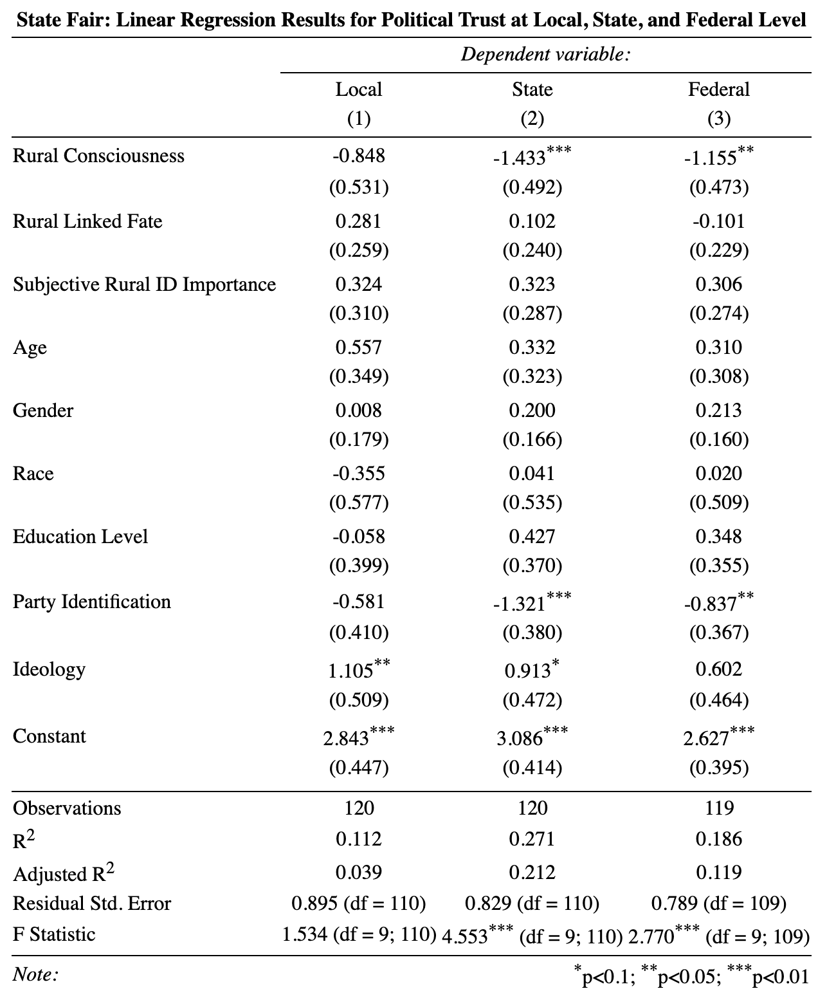 State Fair: Linear Regression Results for Political Trust at Local, State, and Federal Level
Dependent variable:
Local State Federal
(1) (2) (3)
Rural Consciousness -0.848 -1.433*** -1.155**
(0.531) (0.492) (0.473)
Rural Linked Fate 0.281 0.102 -0.101
(0.259) (0.240) (0.229)
Subjective Rural ID Importance 0.324 0.323 0.306
(0.310) (0.287) (0.274)
Age 0.557 0.332 0.310
(0.349) (0.323) (0.308)
Gender 0.008 0.200 0.213
(0.179) (0.166) (0.160)
Race -0.355 0.041 0.020
(0.577) (0.535) (0.509)
Education Level -0.058 0.427 0.348
(0.399) (0.370) (0.355)
Party Identification -0.581 -1.321*** -0.837**
(0.410) (0.380) (0.367)
Ideology 1.105** 0.913* 0.602
(0.509) (0.472) (0.464)
Constant 2.843*** 3.086*** 2.627***
(0.447) (0.414) (0.395)
Observations 120 120 119
R2 0.112 0.271 0.186
Adjusted R2 0.039 0.212 0.119
Residual Std. Error 0.895 (df = 110) 0.829 (df = 110) 0.789 (df = 109)
F Statistic 1.534 (df = 9; 110) 4.553*** (df = 9; 110) 2.770*** (df = 9; 109)
Note: *p<0.1; **p<0.05; ***p<0.01